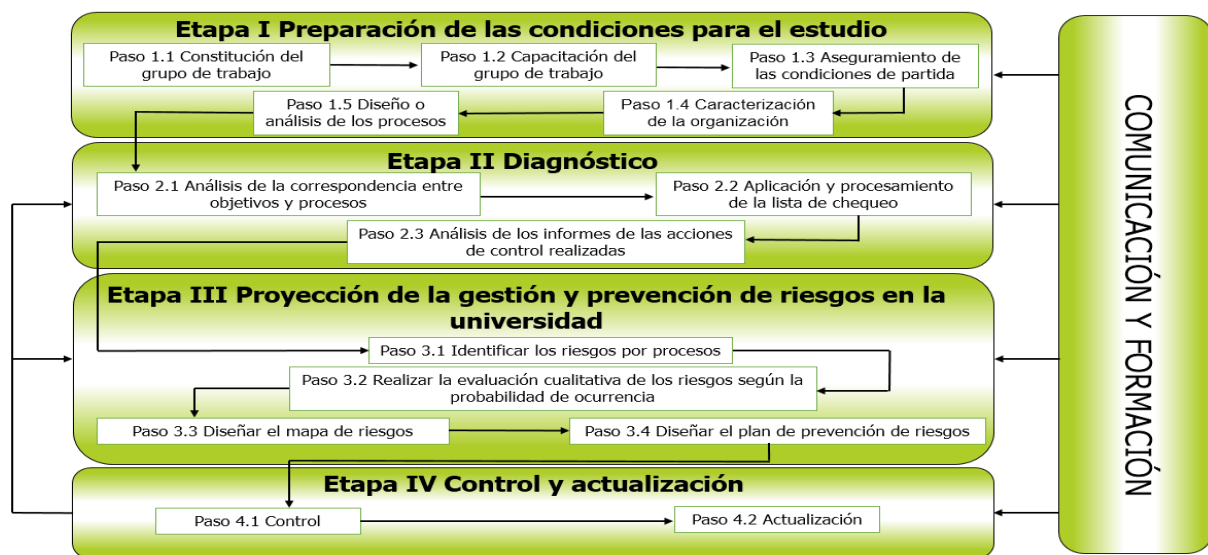 Etapa I Preparación de las condiciones para el estudio
Paso 1.1 Constitución del
grupo de trabajo
Paso 1.2 Capacitación del
grupo de trabajo
Paso 1.3 Aseguramiento de
las condiciones de partida
Paso 1.4 Caracterización
de la organización
Paso 1.5 Diseño o
análisis de los procesos
Etapa II Diagnóstico
Paso 2.1 Análisis de la correspondencia entre
objetivos y procesos
Paso 2.2 Aplicación y procesamiento
de la lista de chequeo
Paso 2.3 Análisis de los informes de las acciones
de control realizadas
Etapa III Proyección de la gestión y prevención de riesgos en la
universidad
Paso 3.1 Identificar los riesgos por procesos
Paso 3.2 Realizar la evaluación cualitativa de los riesgos según la
probabilidad de ocurrencia
Paso 3.3 Diseñar el mapa de riesgos
Paso 3.4 Diseñar el plan de prevención de riesgos
Etapa IV Control y actualización
Paso 4.1 Control
Paso 4.2 Actualización
COMUNICACIÓN Y FORMACIÓN